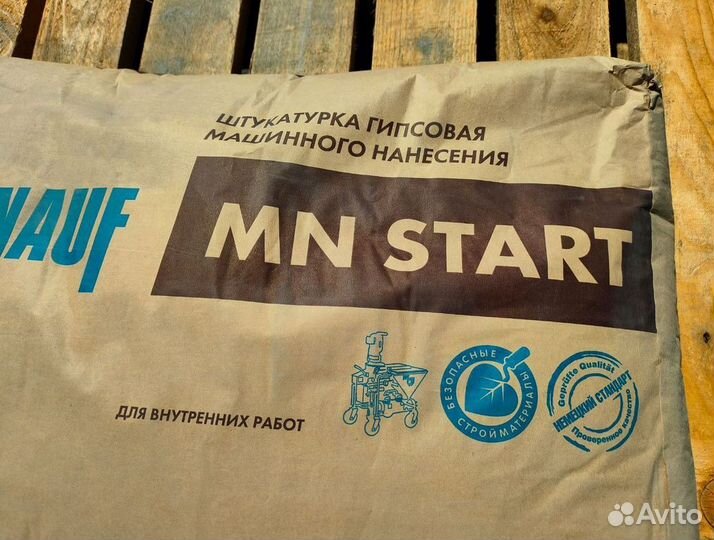 ШТУКАТУРКА ГИПСОВАЯ
МАШИННОГО НАНЕСЕНИЯ
NAUF
MN START
БЕЗОПАСНЫЕ
СТРОЙМАТЕРИАЛЫ
Geprüfte Qualität
НЕМЕЦКИЙ СТАНДАРТ
Проверенное качество
ДЛЯ ВНУТРЕННИХ РАБОТ
Avito